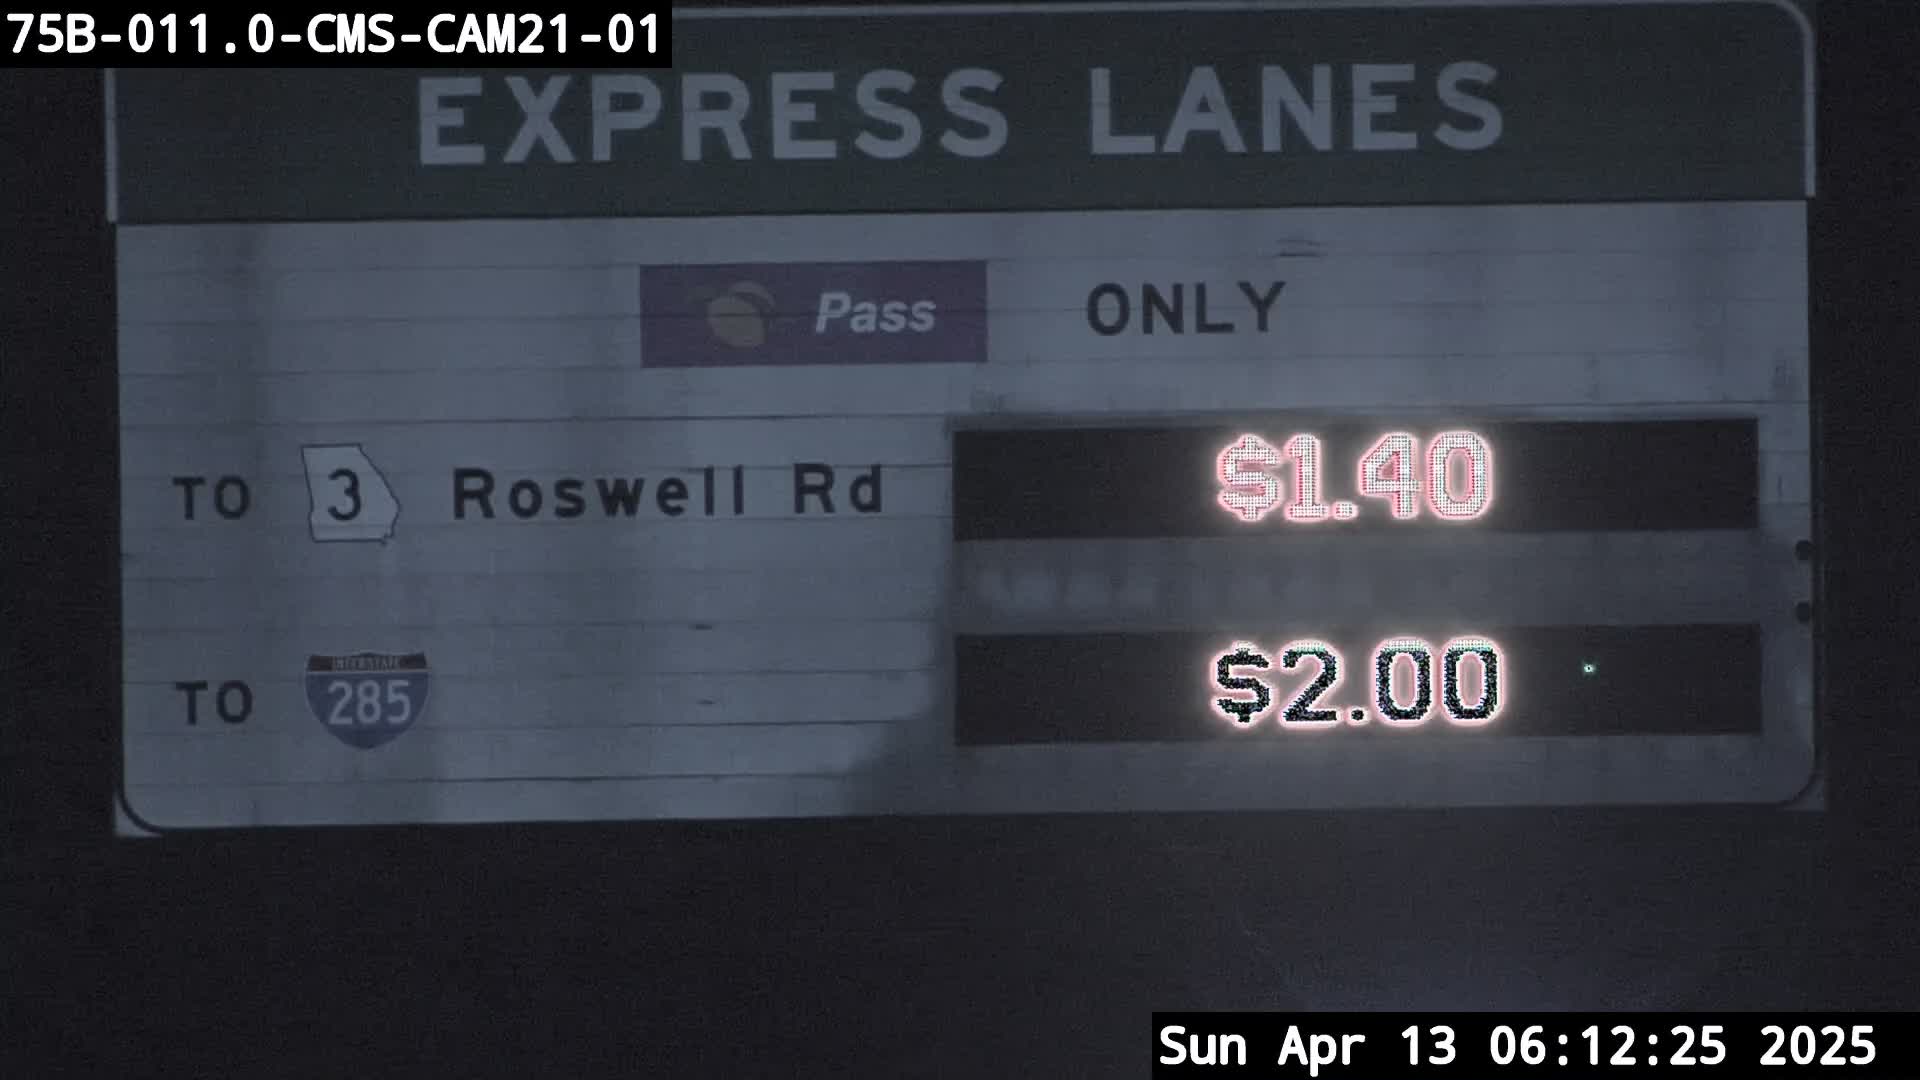 75B-011.0-CMS-CAM21-01
EXPRESS LANES
Pass ONLY
TO 3 Roswell Rd $1.40
INTERSTATE
TO 285 $2.00
Sun Apr 13 06:12:25 2025